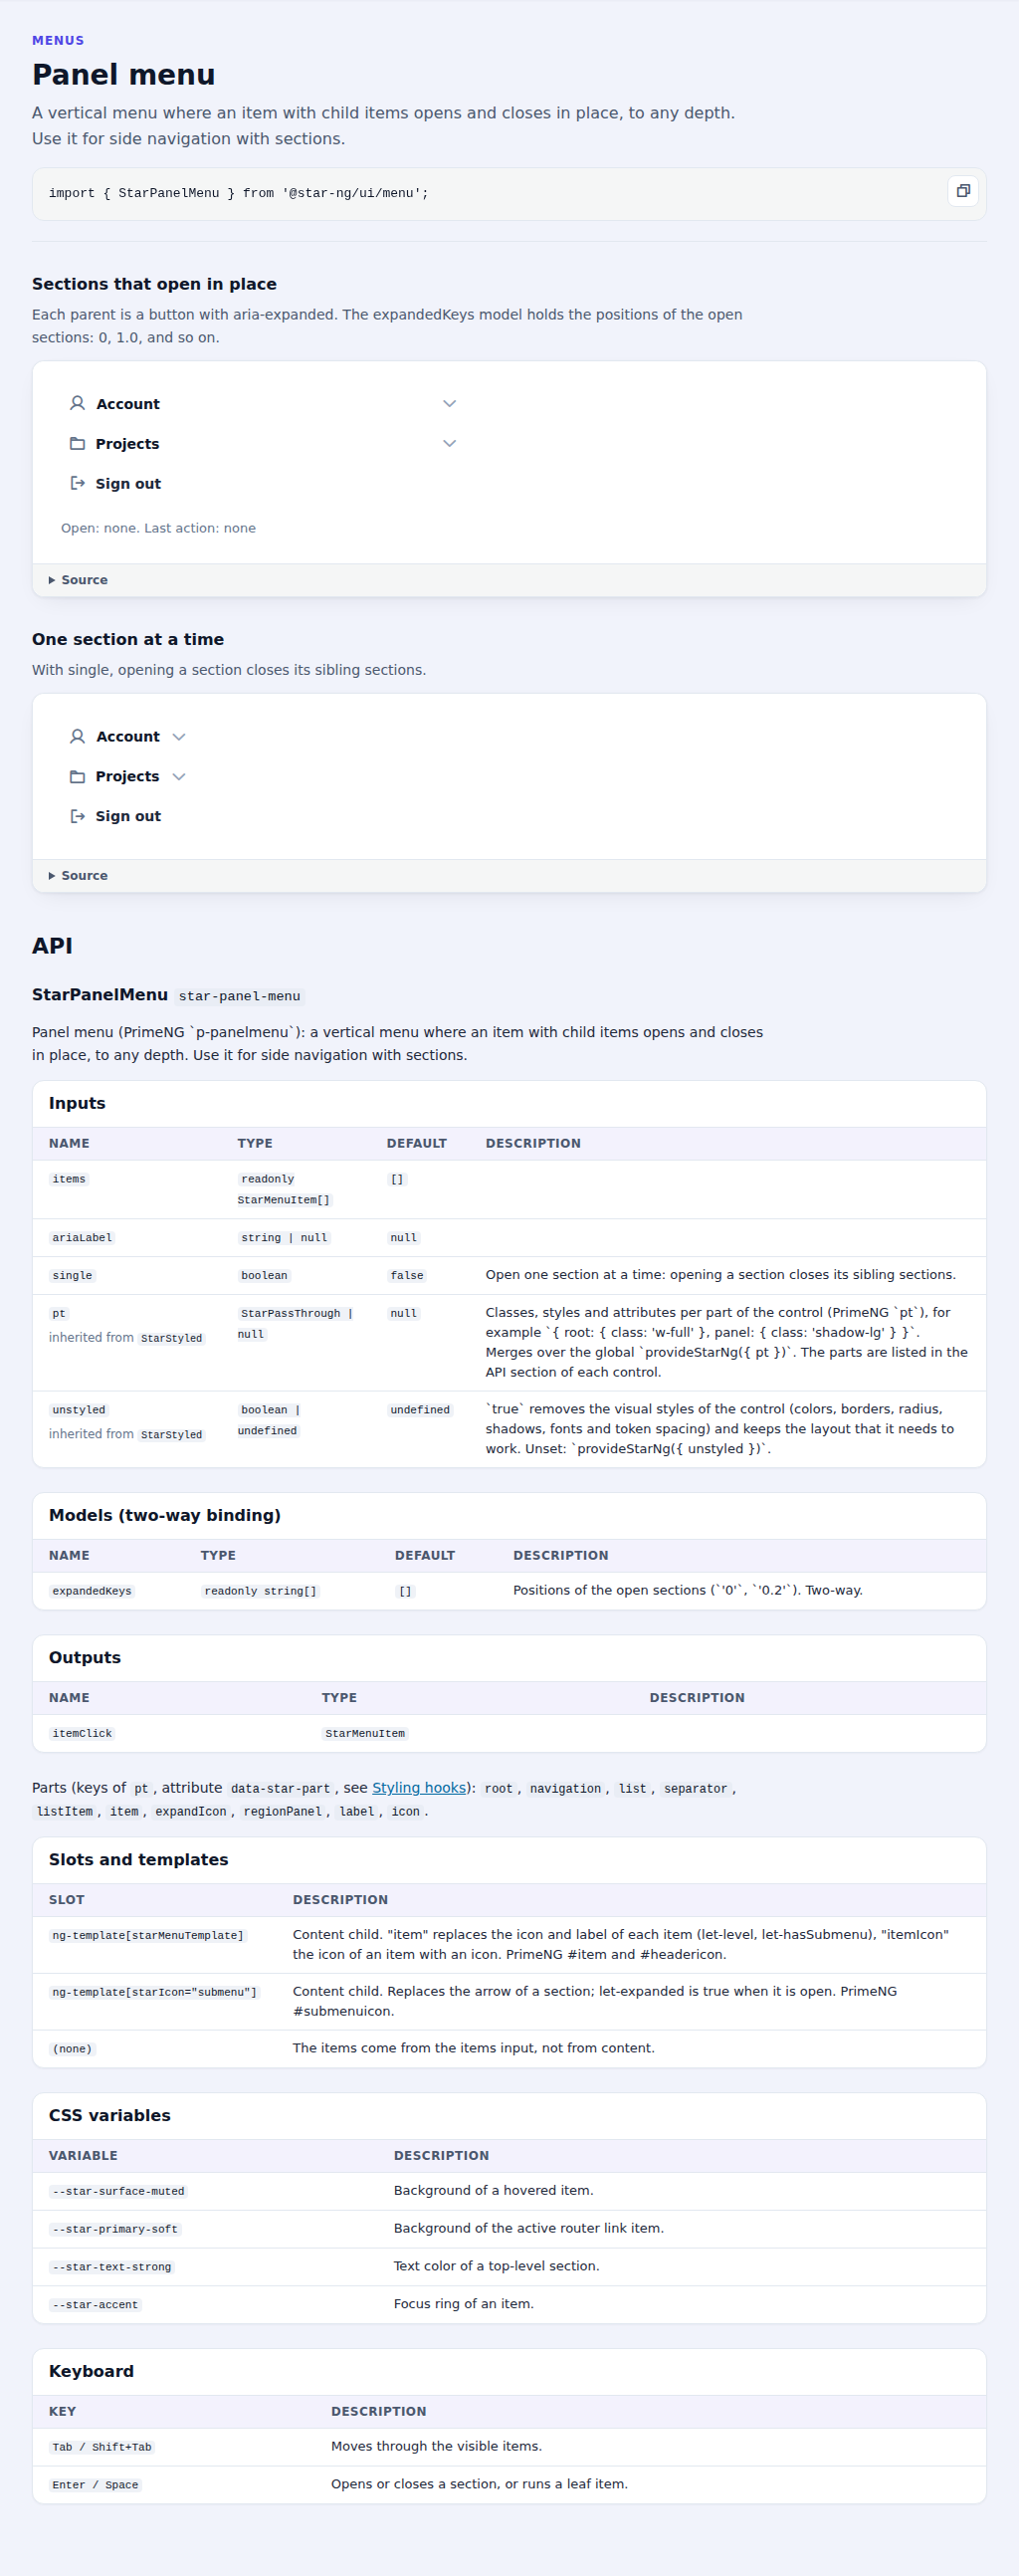 MENUS
Panel menu
A vertical menu where an item with child items opens and closes in place, to any depth.
Use it for side navigation with sections.
import { StarPanelMenu } from '@star-ng/ui/menu';
Sections that open in place
Each parent is a button with aria-expanded. The expandedKeys model holds the positions of the open
sections: 0, 1.0, and so on.
Account
Projects
Sign out
Open: none. Last action: none
Source
One section at a time
With single, opening a section closes its sibling sections.
Account
Projects
Sign out
Source
API
StarPanelMenu star-panel-menu
Panel menu (PrimeNG `p-panelmenu`): a vertical menu where an item with child items opens and closes
in place, to any depth. Use it for side navigation with sections.
Inputs
NAME TYPE DEFAULT DESCRIPTION
items readonly StarMenuItem[] []
ariaLabel string | null null
single boolean false Open one section at a time: opening a section closes its sibling sections.
pt StarPassThrough | null null Classes, styles and attributes per part of the control (PrimeNG `pt`), for
inherited from StarStyled example `{ root: { class: 'w-full' }, panel: { class: 'shadow-lg' } }`.
Merges over the global `provideStarNg({ pt })`. The parts are listed in the
API section of each control.
unstyled boolean | undefined undefined `true` removes the visual styles of the control (colors, borders, radius,
inherited from StarStyled shadows, fonts and token spacing) and keeps the layout that it needs to
work. Unset: `provideStarNg({ unstyled })`.
Models (two-way binding)
NAME TYPE DEFAULT DESCRIPTION
expandedKeys readonly string[] [] Positions of the open sections (`'0'`, `'0.2'`). Two-way.
Outputs
NAME TYPE DESCRIPTION
itemClick StarMenuItem
Parts (keys of pt, attribute data-star-part, see Styling hooks): root, navigation, list, separator,
listItem, item, expandIcon, regionPanel, label, icon.
Slots and templates
SLOT DESCRIPTION
ng-template[starMenuTemplate] Content child. "item" replaces the icon and label of each item (let-level, let-hasSubmenu), "itemIcon"
the icon of an item with an icon. PrimeNG #item and #headericon.
ng-template[starIcon="submenu"] Content child. Replaces the arrow of a section; let-expanded is true when it is open. PrimeNG
#submenuicon.
(none) The items come from the items input, not from content.
CSS variables
VARIABLE DESCRIPTION
--star-surface-muted Background of a hovered item.
--star-primary-soft Background of the active router link item.
--star-text-strong Text color of a top-level section.
--star-accent Focus ring of an item.
Keyboard
KEY DESCRIPTION
Tab / Shift+Tab Moves through the visible items.
Enter / Space Opens or closes a section, or runs a leaf item.